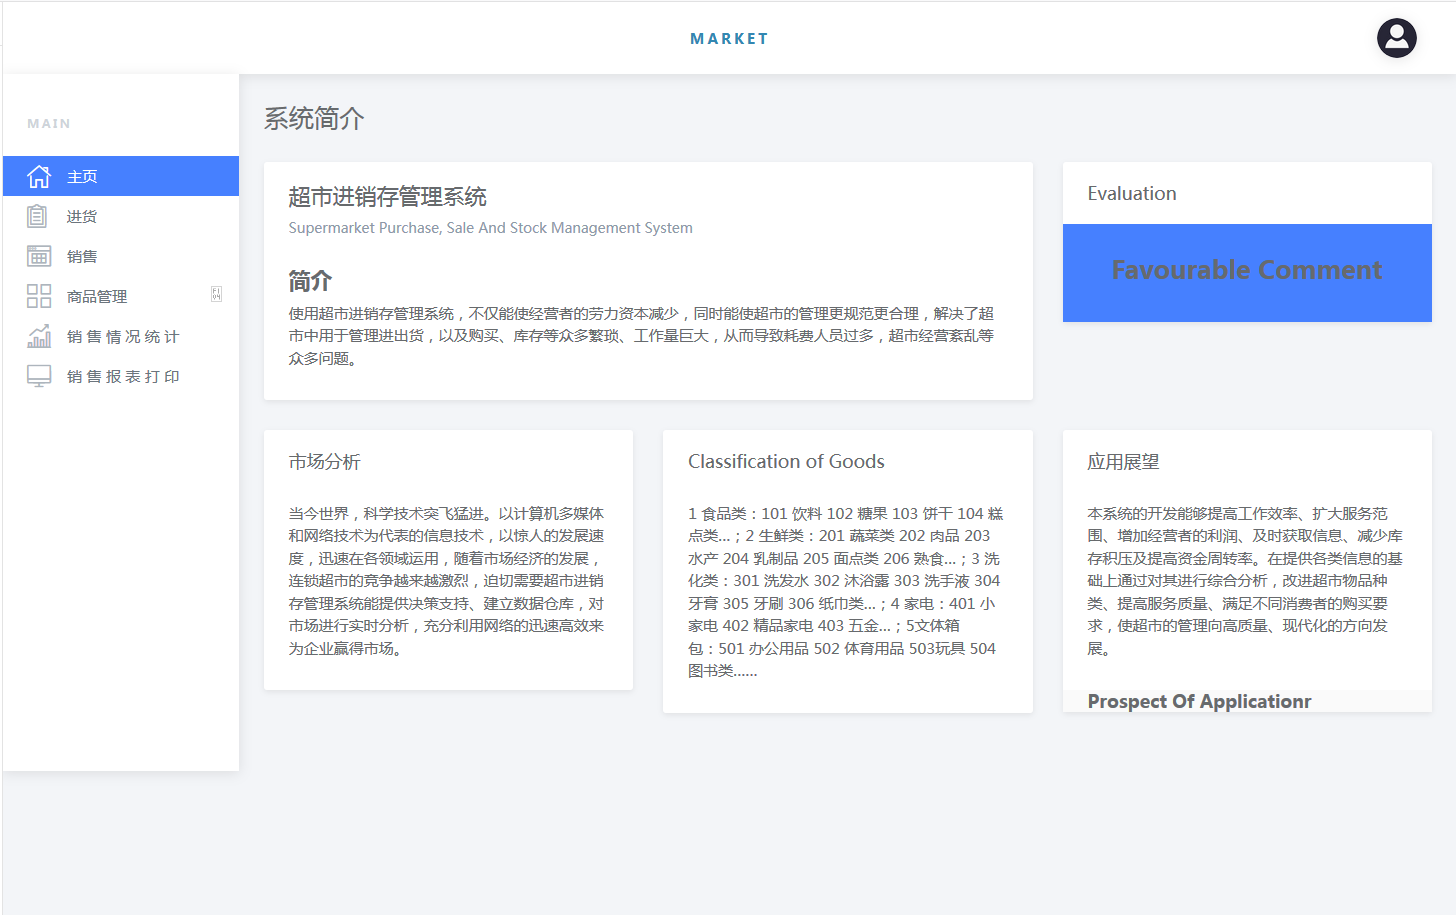 MARKET
MAIN
主页
进货
销售
商品管理
销售情况统计
销售报表打印
系统简介
超市进销存管理系统
Supermarket Purchase, Sale And Stock Management System
简介
使用超市进销存管理系统，不仅能使经营者的劳力资本减少，同时能使超市的管理更规范更合理，解决了超
市中用于管理进出货，以及购买、库存等众多繁琐、工作量巨大，从而导致耗费人员过多，超市经营紊乱等
众多问题。
Evaluation
Favourable Comment
市场分析
当今世界，科学技术突飞猛进。以计算机多媒体
和网络技术为代表的信息技术，以惊人的发展速
度，迅速在各领域运用，随着市场经济的发展，
连锁超市的竞争越来越激烈，迫切需要超市进销
存管理系统能提供决策支持、建立数据仓库，对
市场进行实时分析，充分利用网络的迅速高效来
为企业赢得市场。
Classification of Goods
1 食品类：101 饮料 102 糖果 103 饼干 104 糕
点类...；2 生鲜类：201 蔬菜类 202 肉品 203
水产 204 乳制品 205 面点类 206 熟食...；3 洗
化类：301 洗发水 302 沐浴露 303 洗手液 304
牙膏 305 牙刷 306 纸巾类...；4 家电：401 小
家电 402 精品家电 403 五金...；5文体箱
包：501 办公用品 502 体育用品 503玩具 504
图书类......
应用展望
本系统的开发能够提高工作效率、扩大服务范
围、增加经营者的利润、及时获取信息、减少库
存积压及提高资金周转率。在提供各类信息的基
础上通过对其进行综合分析，改进超市物品种
类、提高服务质量、满足不同消费者的购买要
求，使超市的管理向高质量、现代化的方向发
展。
Prospect Of Applicationr